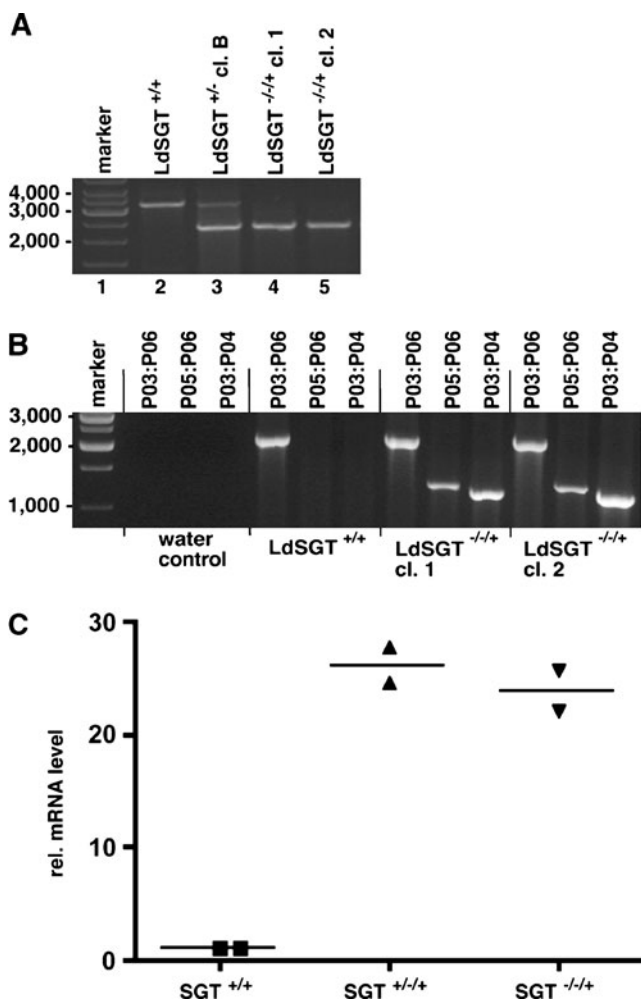 A
marker
LdSGT +/+
LdSGT +/- cl. B
LdSGT -/-/+ cl. 1
LdSGT -/-/+ cl. 2
4,000 -
3,000 -
2,000 -
1 2 3 4 5
B
marker
P03:P06
P05:P06
P03:P04
P03:P06
P05:P06
P03:P04
P03:P06
P05:P06
P03:P04
P03:P06
P05:P06
P03:P04
3,000 -
2,000 -
1,000 -
water LdSGT +/+ LdSGT -/-/+ LdSGT -/-/+
control cl. 1 cl. 2
C
rel. mRNA level
30
20
10
0
SGT +/+ SGT +/-/+ SGT -/-/+